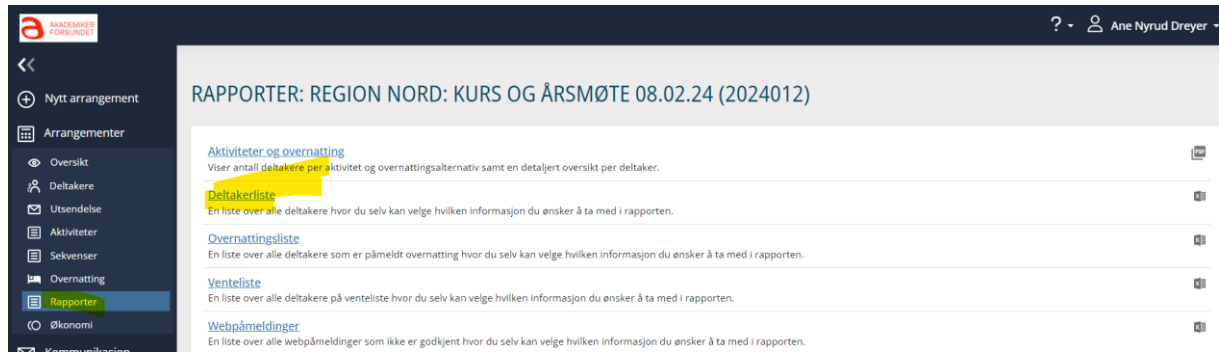 AKADEMIKER
FORBUNDET
? Ane Nyrud Dreyer
Nytt arrangement
RAPPORTER: REGION NORD: KURS OG ÅRSMØTE 08.02.24 (2024012)
Arrangementer
Oversikt
Deltakere
Utsendelse
Aktiviteter
Sekvenser
Overnatting
Rapporter
Økonomi
Kommunikasjon
Aktiviteter og overnatting
Viser antall deltakere per aktivitet og overnattingsalternativ samt en detaljert oversikt per deltaker.
PDF
Deltakerliste
En liste over alle deltakere hvor du selv kan velge hvilken informasjon du ønsker å ta med i rapporten.
Overnattingsliste
En liste over alle deltakere som er påmeldt overnatting hvor du selv kan velge hvilken informasjon du ønsker å ta med i rapporten.
Venteliste
En liste over alle deltakere på venteliste hvor du selv kan velge hvilken informasjon du ønsker å ta med i rapporten.
Webpåmeldinger
En liste over alle webpåmeldinger som ikke er godkjent hvor du selv kan velge hvilken informasjon du ønsker å ta med i rapporten.